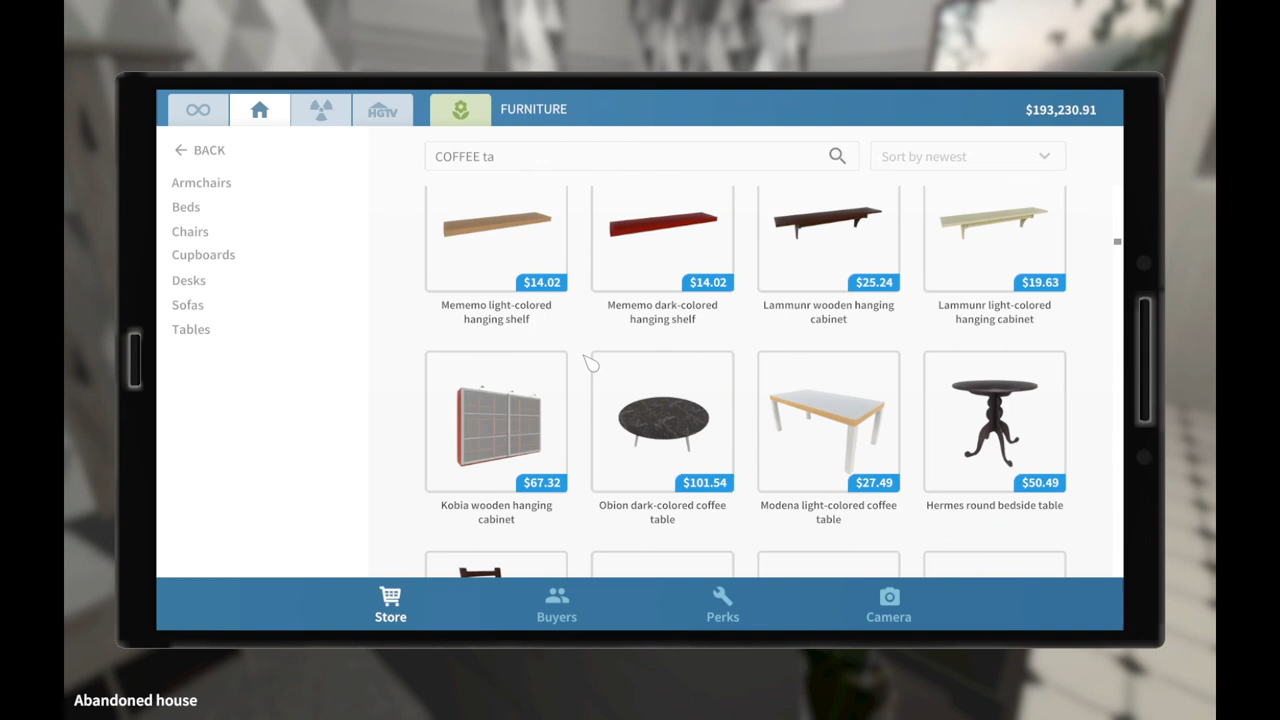 HGTV
FURNITURE
$193,230.91
BACK
COFFEE ta
Sort by newest
Armchairs
Beds
Chairs
Cupboards
Desks
Sofas
Tables
$14.02
$14.02
$25.24
$19.63
Mememo light-colored
hanging shelf
Mememo dark-colored
hanging shelf
Lammunr wooden hanging
cabinet
Lammunr light-colored
hanging cabinet
$67.32
$101.54
$27.49
$50.49
Kobia wooden hanging
cabinet
Obion dark-colored coffee
table
Modena light-colored coffee
table
Hermes round bedside table
Store
Buyers
Perks
Camera
Abandoned house